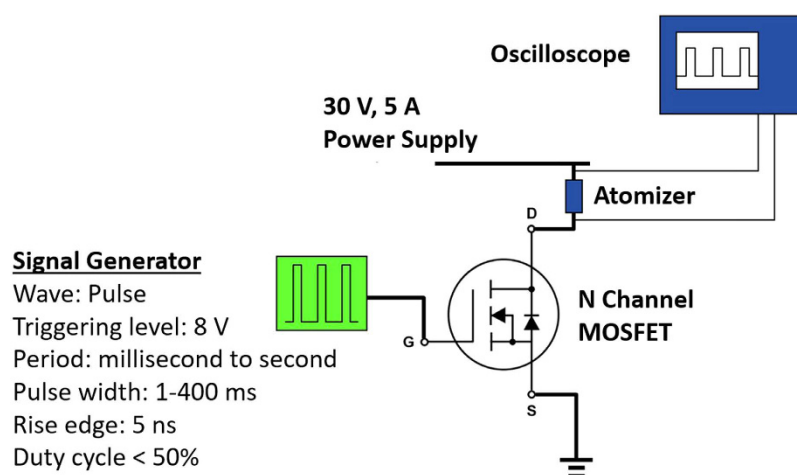 Oscilloscope
30 V, 5 A
Power Supply
Atomizer
D
Signal Generator
Wave: Pulse
Triggering level: 8 V
Period: millisecond to second
Pulse width: 1-400 ms
Rise edge: 5 ns
Duty cycle < 50%
G
N Channel
MOSFET
S